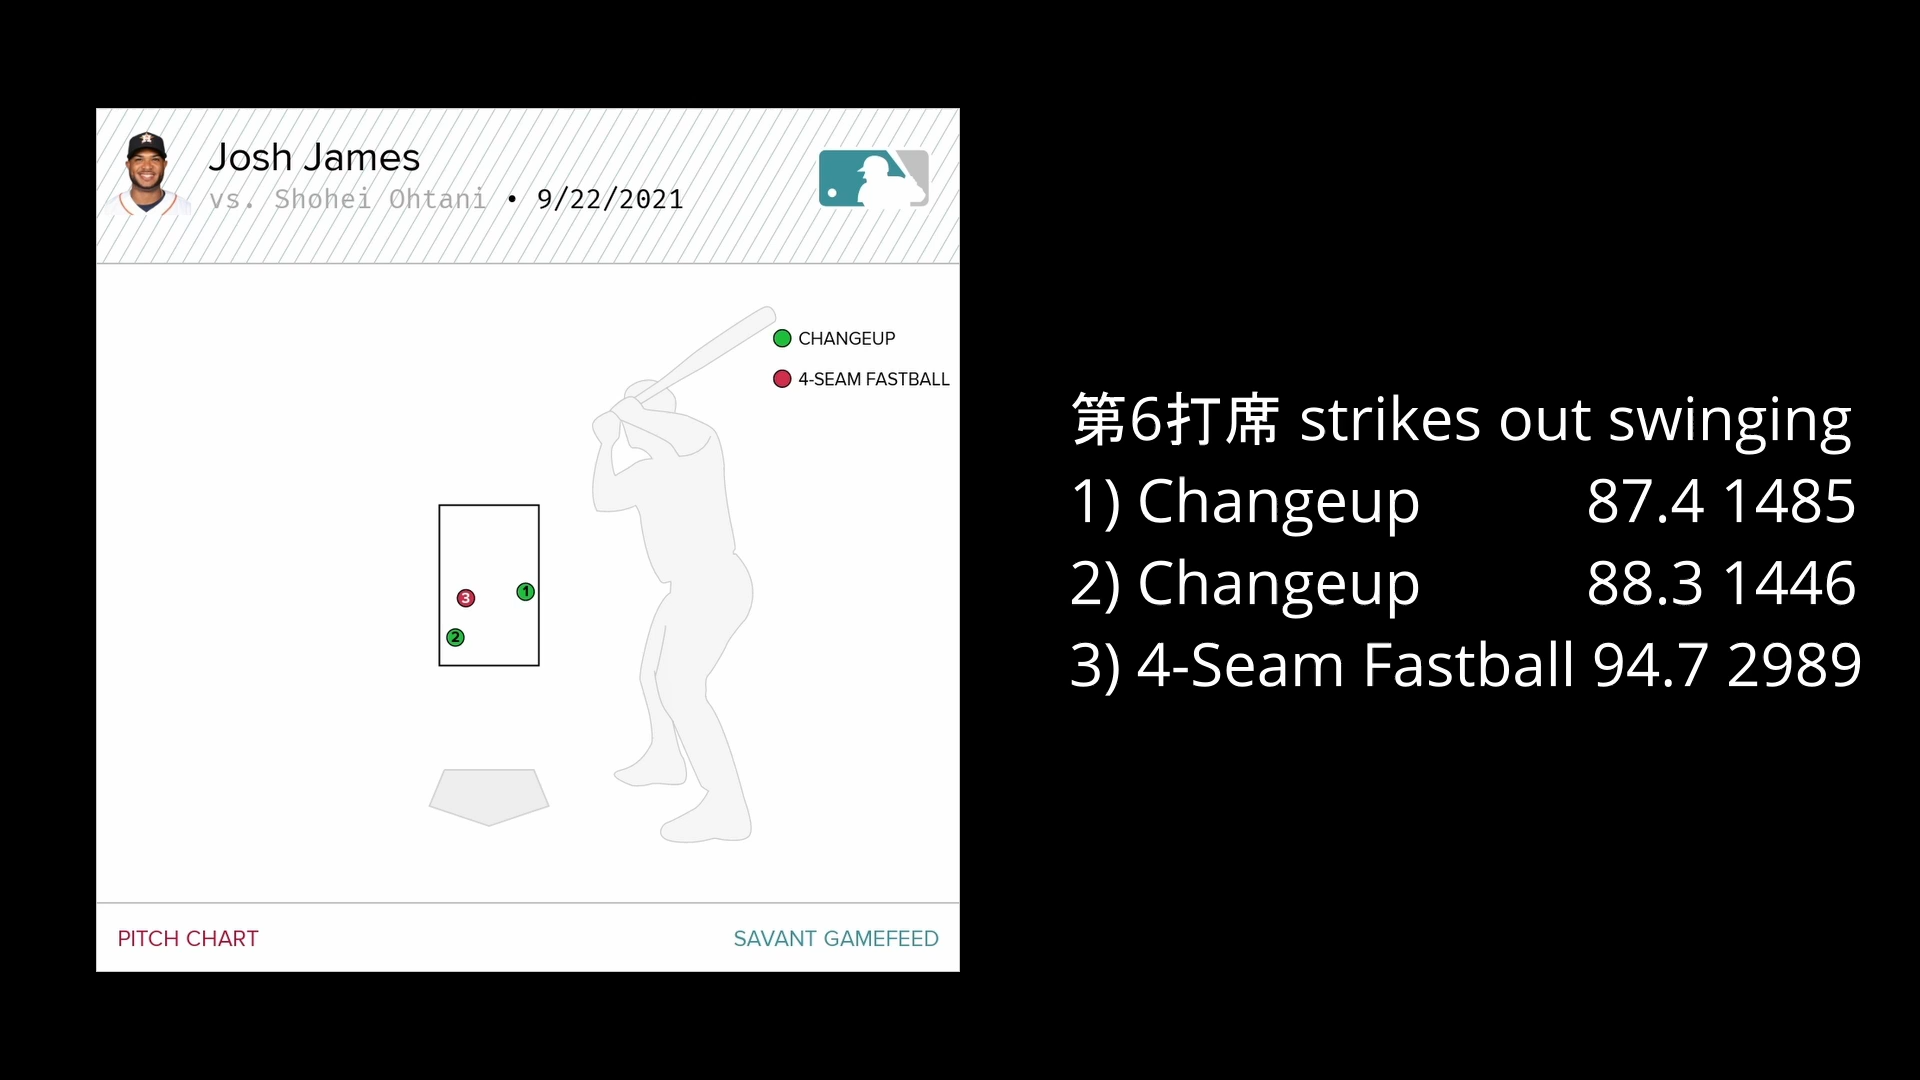 Josh James
vs. Shohei Ohtani • 9/22/2021
CHANGEUP
4-SEAM FASTBALL
1
3
2
PITCH CHART
SAVANT GAMEFEED
第6打席 strikes out swinging
1) Changeup 87.4 1485
2) Changeup 88.3 1446
3) 4-Seam Fastball 94.7 2989